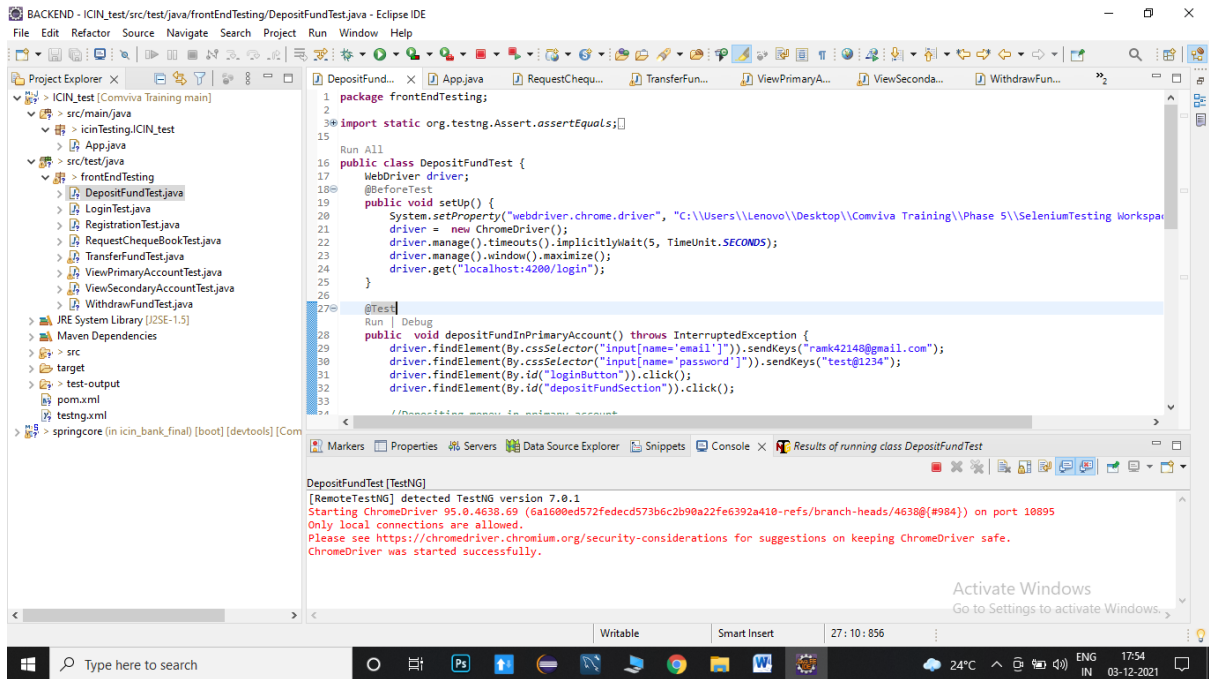 BACKEND - ICIN_test/src/test/java/frontEndTesting/DepositFundTest.java - Eclipse IDE
File Edit Refactor Source Navigate Search Project Run Window Help
Project Explorer
DepositFund... App.java RequestChequ... TransferFun... ViewPrimaryA... ViewSeconda... WithdrawFun... »2
> ICIN_test [Comviva Training main]
> src/main/java
> icinTesting.ICIN_test
App.java
> src/test/java
> frontEndTesting
DepositFundTest.java
LoginTest.java
RegistrationTest.java
RequestChequeBookTest.java
TransferFundTest.java
ViewPrimaryAccountTest.java
ViewSecondaryAccountTest.java
WithdrawFundTest.java
JRE System Library [J2SE-1.5]
Maven Dependencies
> src
target
> test-output
pom.xml
testng.xml
> springcore (in icin_bank_final) [boot] [devtools] [Com
1 package frontEndTesting;
2
3 import static org.testng.Assert.assertEquals;
15
Run All
16 public class DepositFundTest {
17 WebDriver driver;
18 @BeforeTest
19 public void setUp() {
20 System.setProperty("webdriver.chrome.driver", "C:\\Users\\Lenovo\\Desktop\\Comviva Training\\Phase 5\\SeleniumTesting Workspa
21 driver = new ChromeDriver();
22 driver.manage().timeouts().implicitlyWait(5, TimeUnit.SECONDS);
23 driver.manage().window().maximize();
24 driver.get("localhost:4200/login");
25 }
26
27 @Test
Run | Debug
28 public void depositFundInPrimaryAccount() throws InterruptedException {
29 driver.findElement(By.cssSelector("input[name='email']")).sendKeys("ramk42148@gmail.com");
30 driver.findElement(By.cssSelector("input[name='password']")).sendKeys("test@1234");
31 driver.findElement(By.id("loginButton")).click();
32 driver.findElement(By.id("depositFundSection")).click();
33
34 //Depositing money in primary account
Markers Properties Servers Data Source Explorer Snippets Console Results of running class DepositFundTest
DepositFundTest [TestNG]
[RemoteTestNG] detected TestNG version 7.0.1
Starting ChromeDriver 95.0.4638.69 (6a1600ed572fedecd573b6c2b90a22fe6392a410-refs/branch-heads/4638@{#984}) on port 10895
Only local connections are allowed.
Please see https://chromedriver.chromium.org/security-considerations for suggestions on keeping ChromeDriver safe.
ChromeDriver was started successfully.
Activate Windows
Go to Settings to activate Windows.
Writable Smart Insert 27 : 10 : 856
Type here to search
Ps
W
24°C
ENG
IN
17:54
03-12-2021